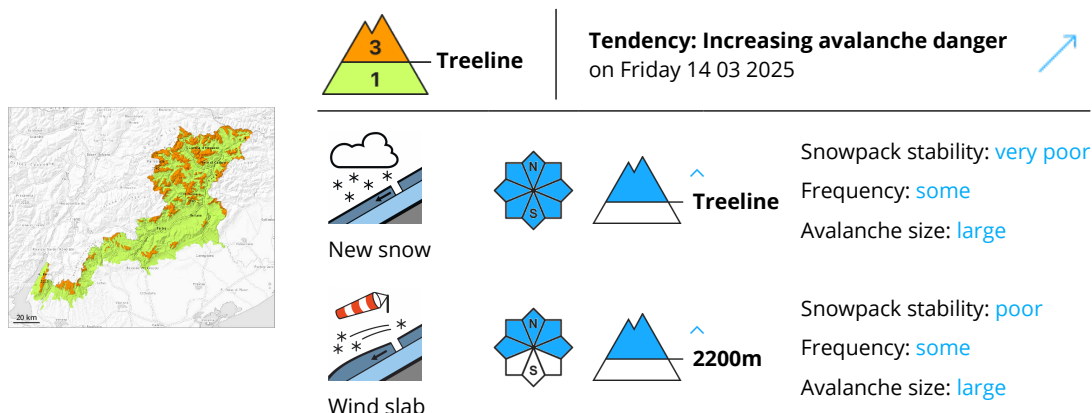 3
Treeline
1
Tendency: Increasing avalanche danger
on Friday 14 03 2025
20 km
N
S
New snow
Treeline
Snowpack stability: very poor
Frequency: some
Avalanche size: large
N
S
Wind slab
2200m
Snowpack stability: poor
Frequency: some
Avalanche size: large